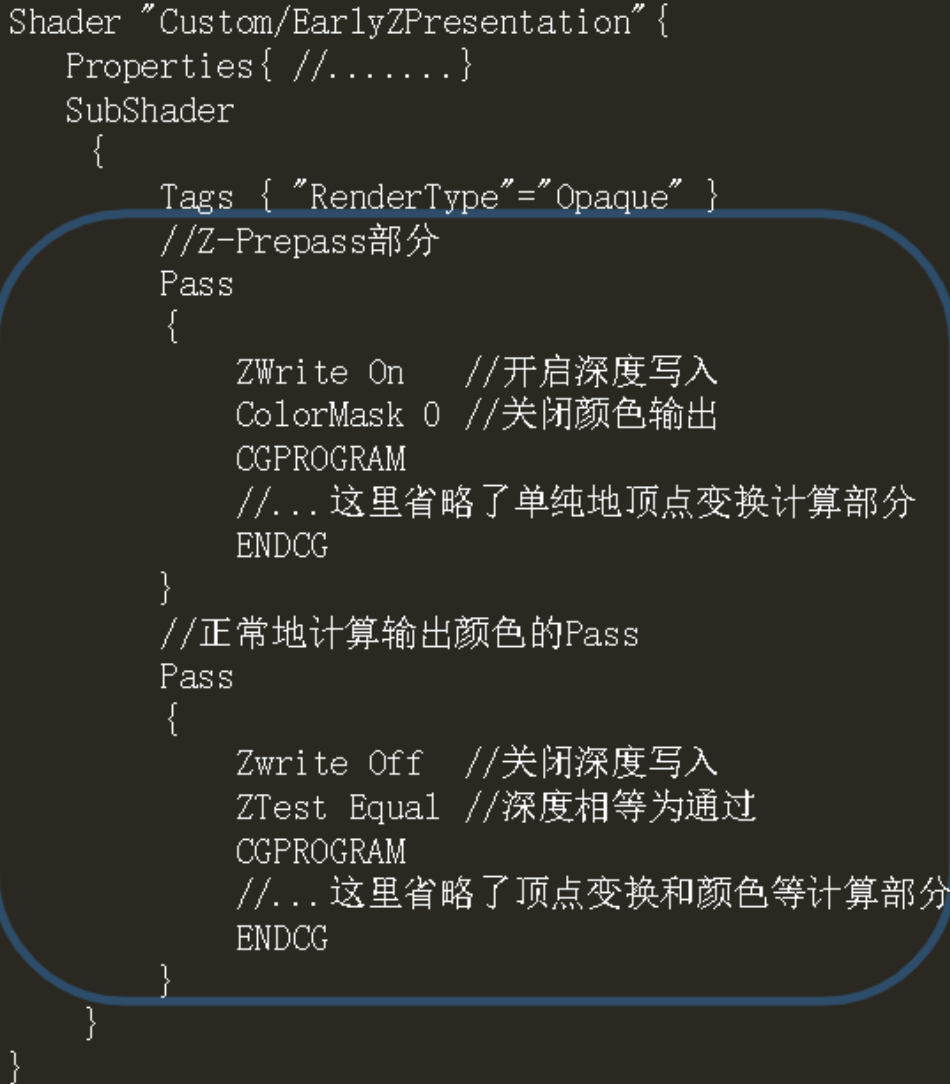 Shader "Custom/EarlyZPresentation"{
Properties{ //.......}
SubShader
{
Tags { "RenderType"="Opaque" }
//Z-Prepass部分
Pass
{
ZWrite On //开启深度写入
ColorMask 0 //关闭颜色输出
CGPROGRAM
//...这里省略了单纯地顶点变换计算部分
ENDCG
}
//正常地计算输出颜色的Pass
Pass
{
Zwrite Off //关闭深度写入
ZTest Equal //深度相等为通过
CGPROGRAM
//...这里省略了顶点变换和颜色等计算部分
ENDCG
}
}
}